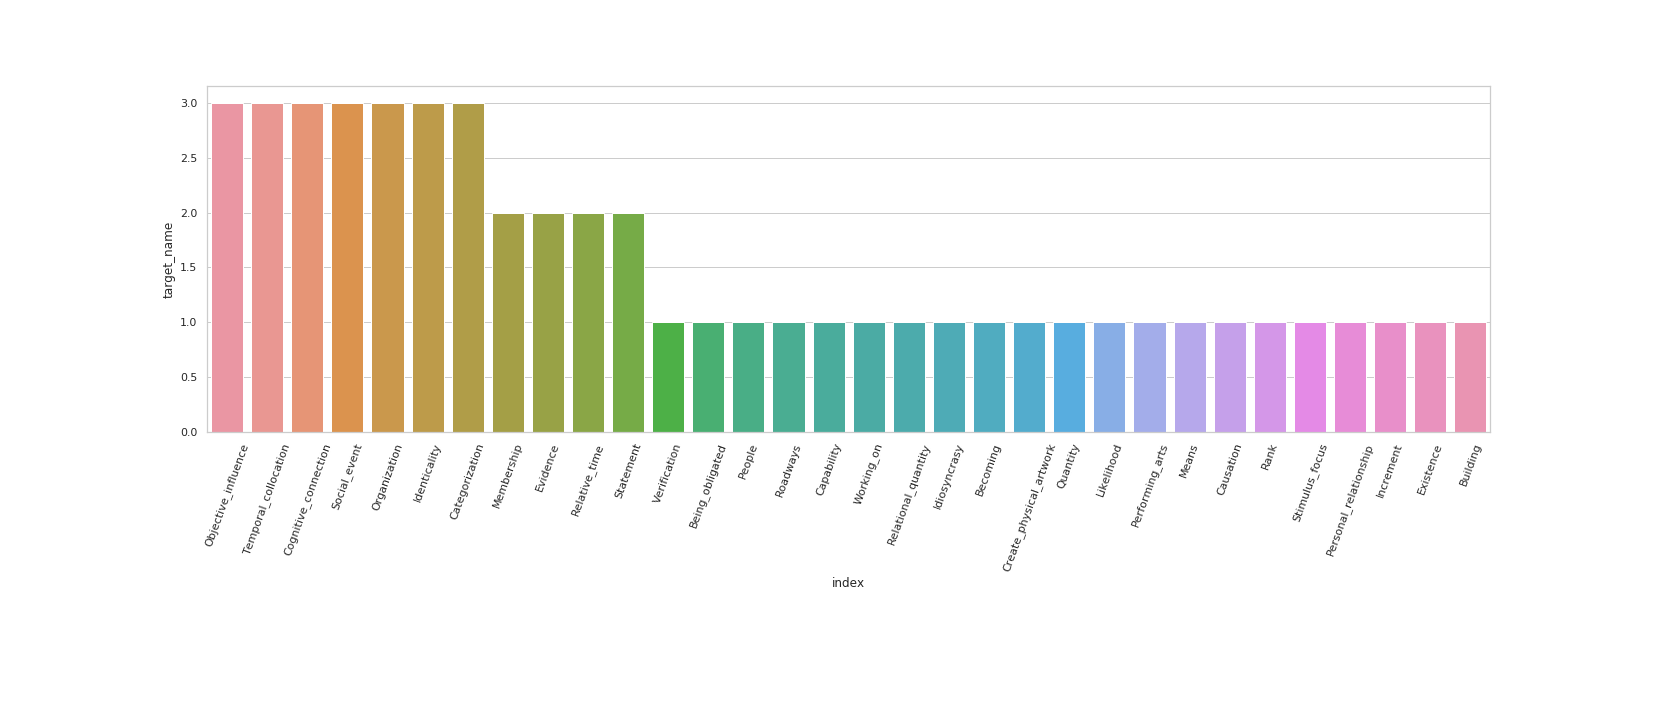 3.0
2.5
2.0
1.5
1.0
0.5
0.0
target_name
Objective_influence
Temporal_collocation
Cognitive_connection
Social_event
Organization
Identicality
Categorization
Membership
Evidence
Relative_time
Statement
Verification
Being_obligated
People
Roadways
Capability
Working_on
Relational_quantity
Idiosyncrasy
Becoming
Create_physical_artwork
Quantity
Likelihood
Performing_arts
Means
Causation
Rank
Stimulus_focus
Personal_relationship
Increment
Existence
Building
index